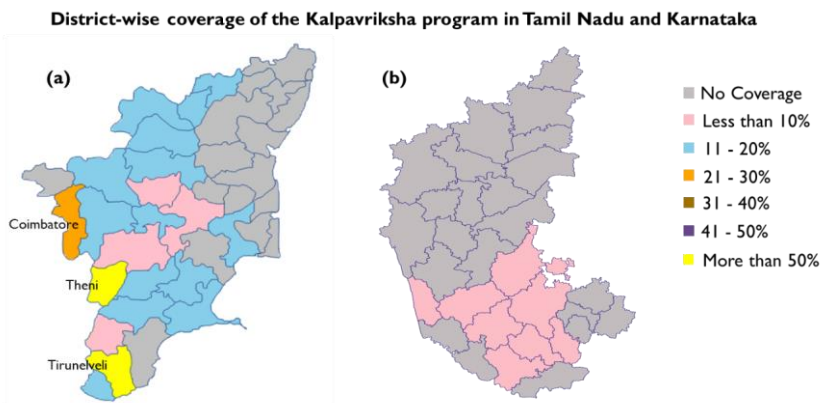 District-wise coverage of the Kalpavriksha program in Tamil Nadu and Karnataka
(a)
(b)
No Coverage
Less than 10%
11 - 20%
21 - 30%
31 - 40%
41 - 50%
More than 50%
Coimbatore
Theni
Tirunelveli